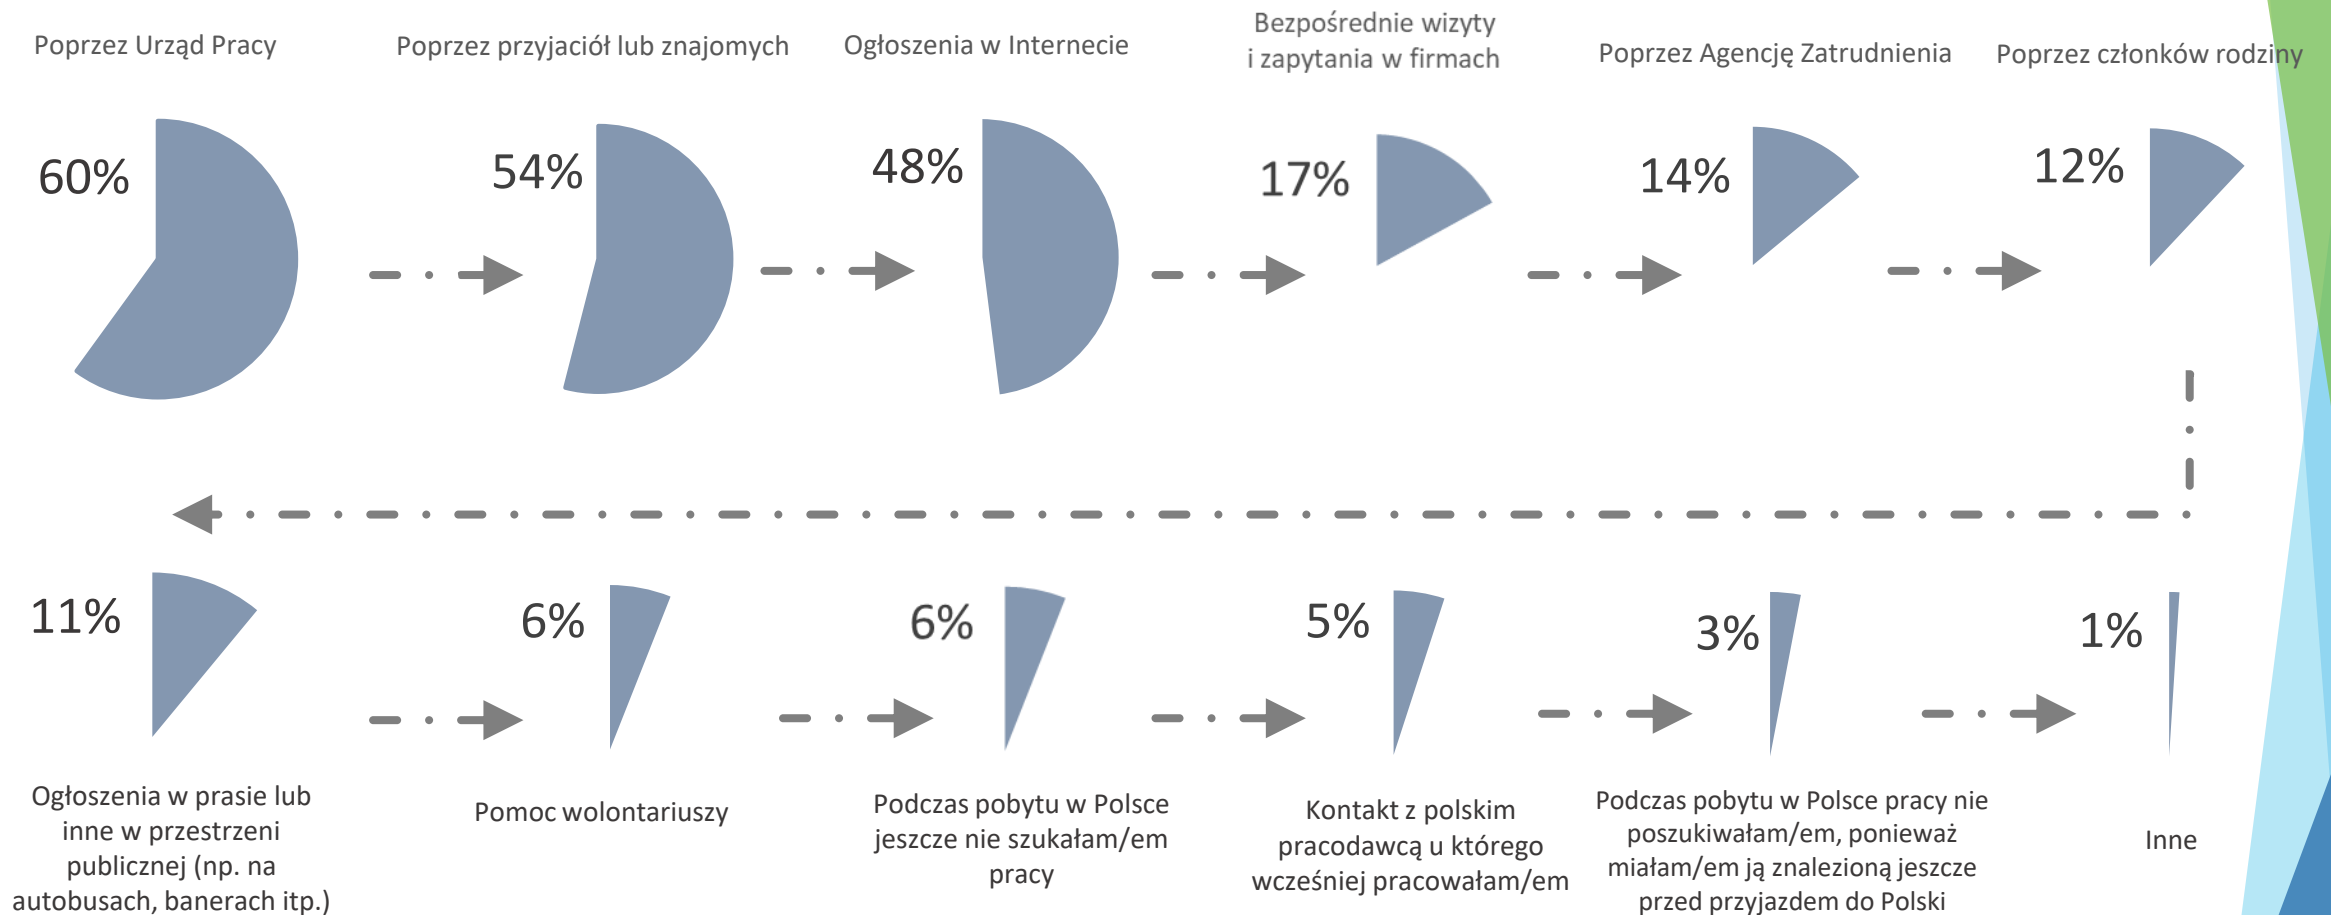 Poprzez Urząd Pracy
60%
Poprzez przyjaciół lub znajomych
54%
Ogłoszenia w Internecie
48%
Bezpośrednie wizyty
i zapytania w firmach
17%
Poprzez Agencję Zatrudnienia
14%
Poprzez członków rodziny
12%
11%
Ogłoszenia w prasie lub
inne w przestrzeni
publicznej (np. na
autobusach, banerach itp.)
6%
Pomoc wolontariuszy
6%
Podczas pobytu w Polsce
jeszcze nie szukałam/em
pracy
5%
Kontakt z polskim
pracodawcą u którego
wcześniej pracowałam/em
3%
Podczas pobytu w Polsce pracy nie
poszukiwałam/em, ponieważ
miałam/em ją znalezioną jeszcze
przed przyjazdem do Polski
1%
Inne